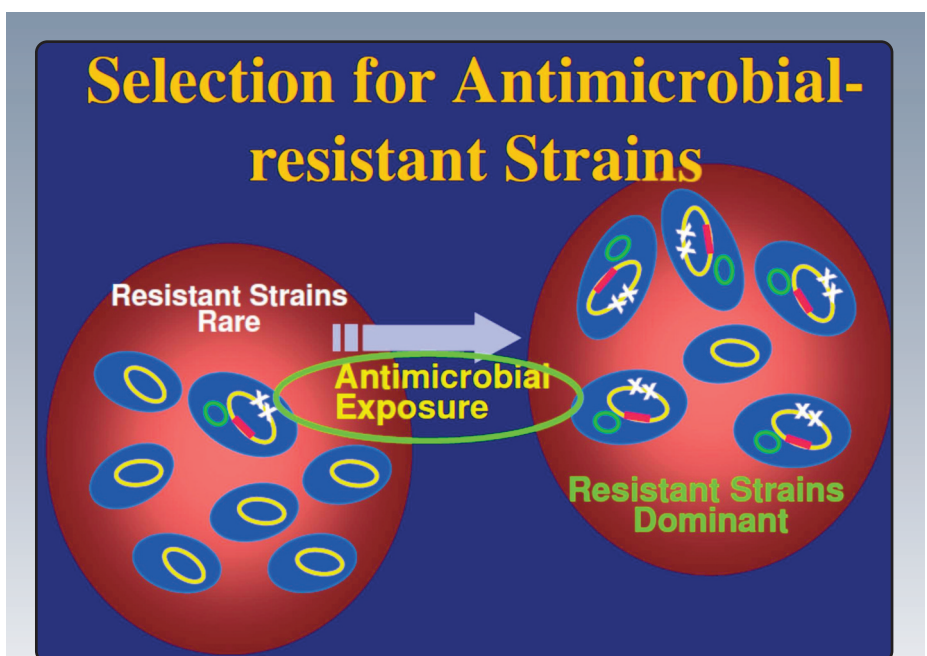 Selection for Antimicrobial-
resistant Strains
Resistant Strains
Rare
Antimicrobial
Exposure
Resistant Strains
Dominant